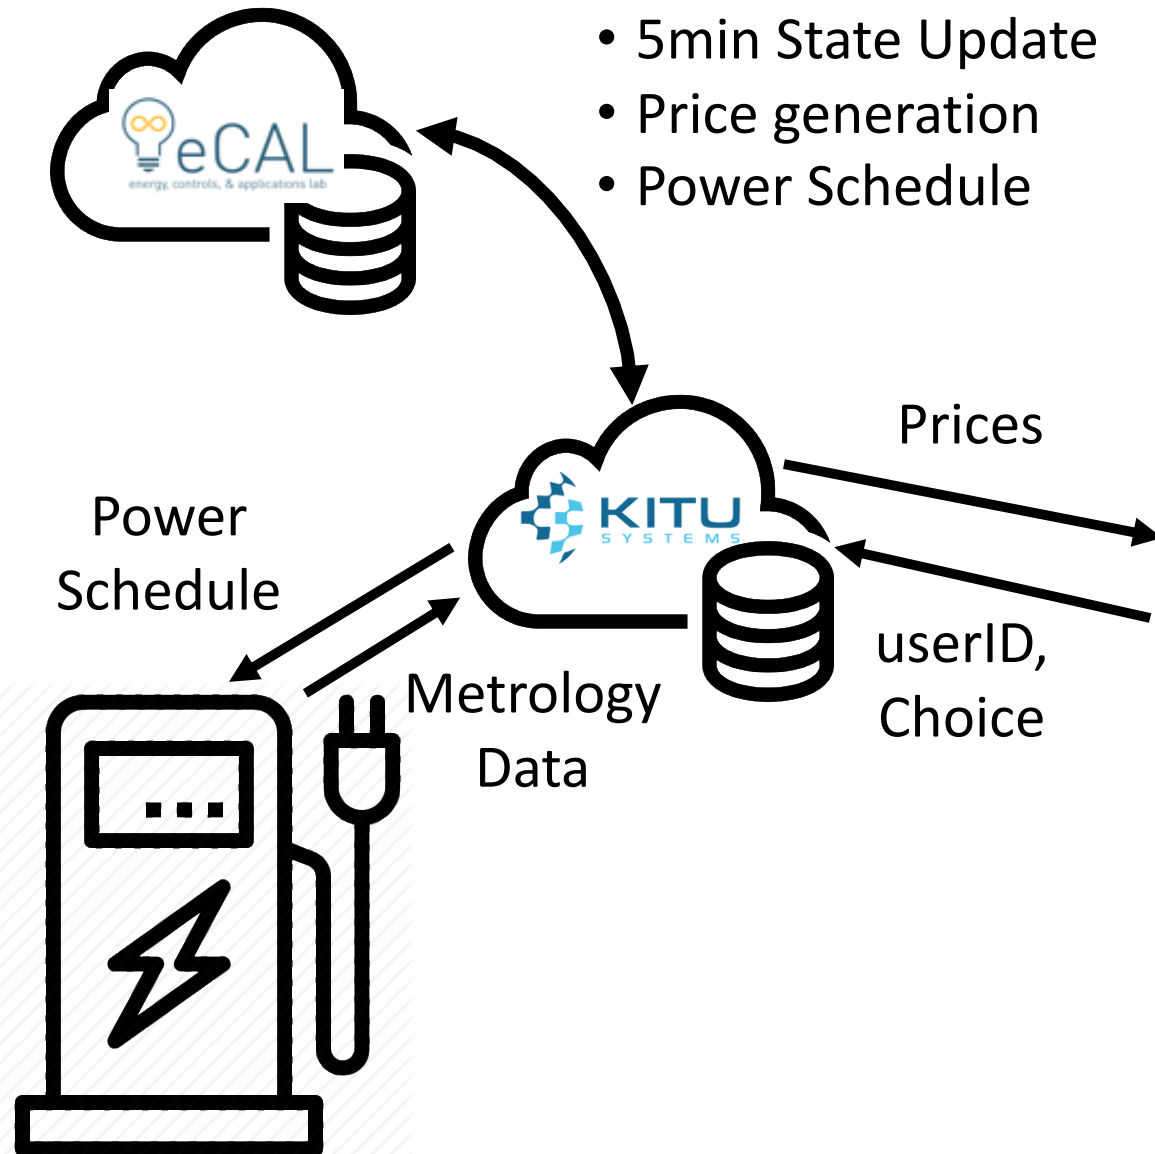 • 5min State Update
• Price generation
• Power Schedule
eCAL
energy, controls, & applications lab
Prices
KITU
SYSTEMS
Power
Schedule
userID,
Choice
Metrology
Data